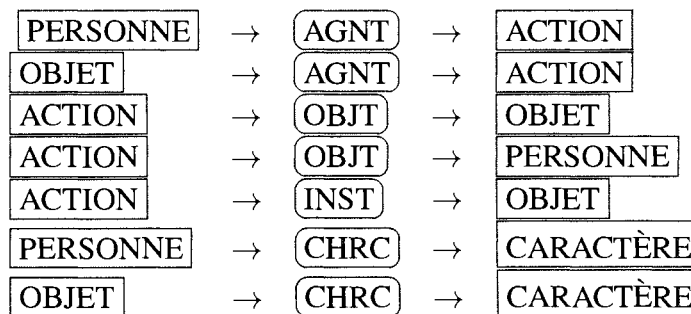 PERSONNE → AGNT → ACTION
OBJET → AGNT → ACTION
ACTION → OBJT → OBJET
ACTION → OBJT → PERSONNE
ACTION → INST → OBJET
PERSONNE → CHRC → CARACTÈRE
OBJET → CHRC → CARACTÈRE